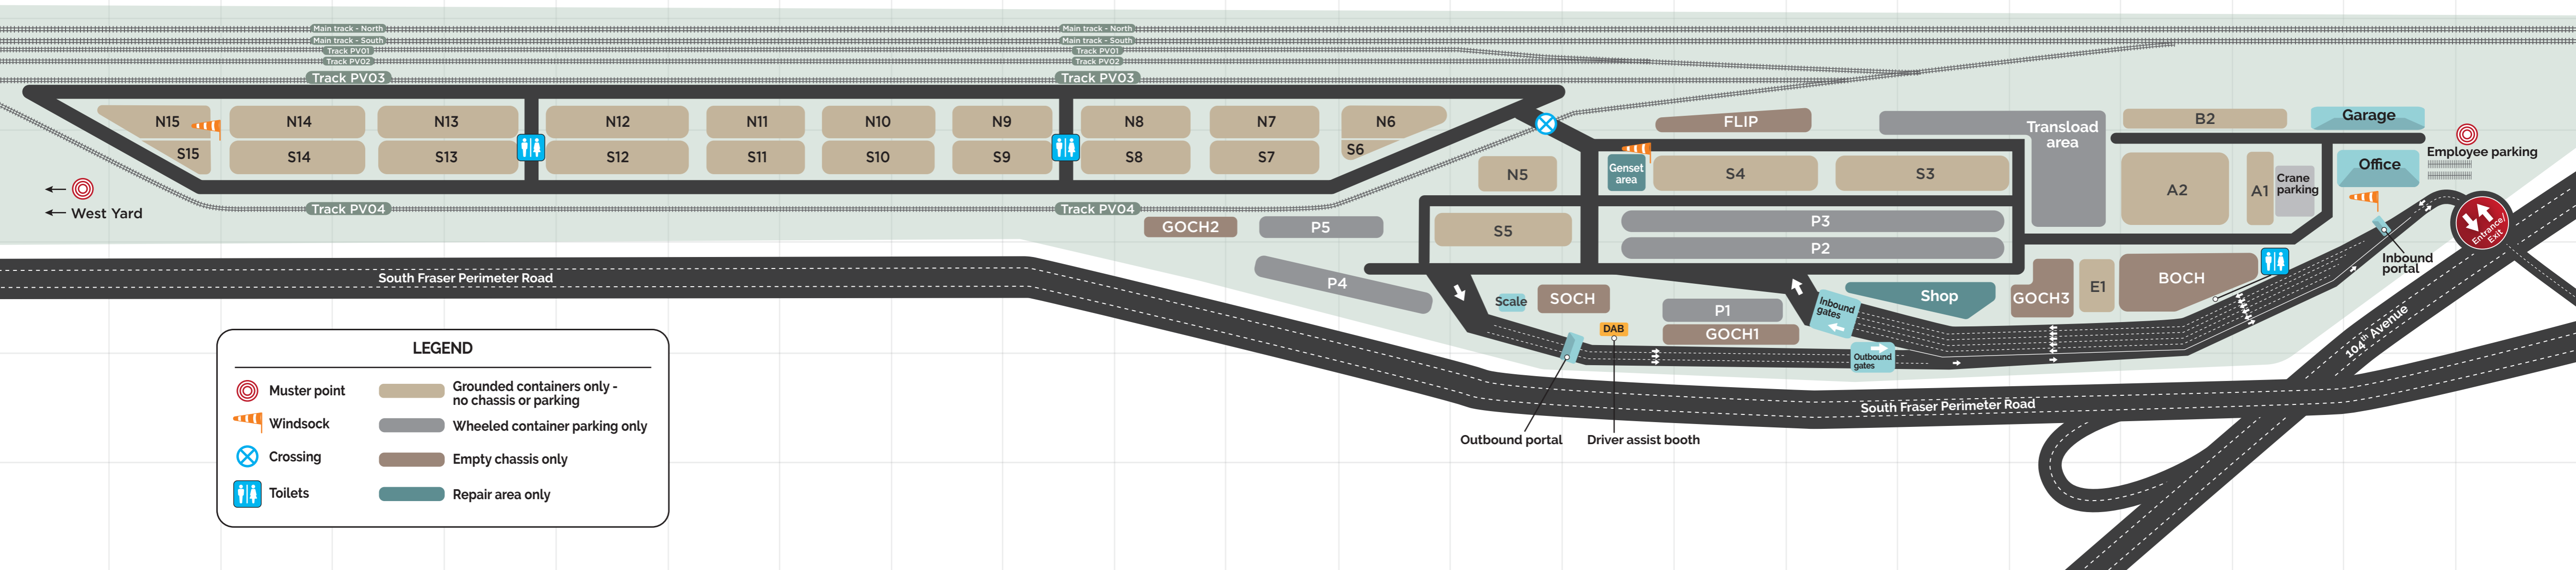 Main track - North
Main track - North
Main track - South
Main track - South
Track PV01
Track PV01
Track PV02
Track PV02
Track PV03
Track PV03
N15
N14
N13
N12
N11
N10
N9
N8
N7
N6
S15
S14
S13
S12
S11
S10
S9
S8
S7
S6
Track PV04
Track PV04
West Yard
GOCH2
P5
P4
N5
S5
FLIP
Genset
area
S4
S3
P3
P2
Transload
area
B2
Garage
A2
A1
Crane
parking
Office
Employee parking
Entrance/
Exit
Inbound
portal
Scale
SOCH
DAB
P1
GOCH1
Inbound
gates
Outbound
gates
Shop
GOCH3
E1
BOCH
104th Avenue
South Fraser Perimeter Road
South Fraser Perimeter Road
Outbound portal
Driver assist booth
LEGEND
Muster point
Windsock
Crossing
Toilets
Grounded containers only -
no chassis or parking
Wheeled container parking only
Empty chassis only
Repair area only